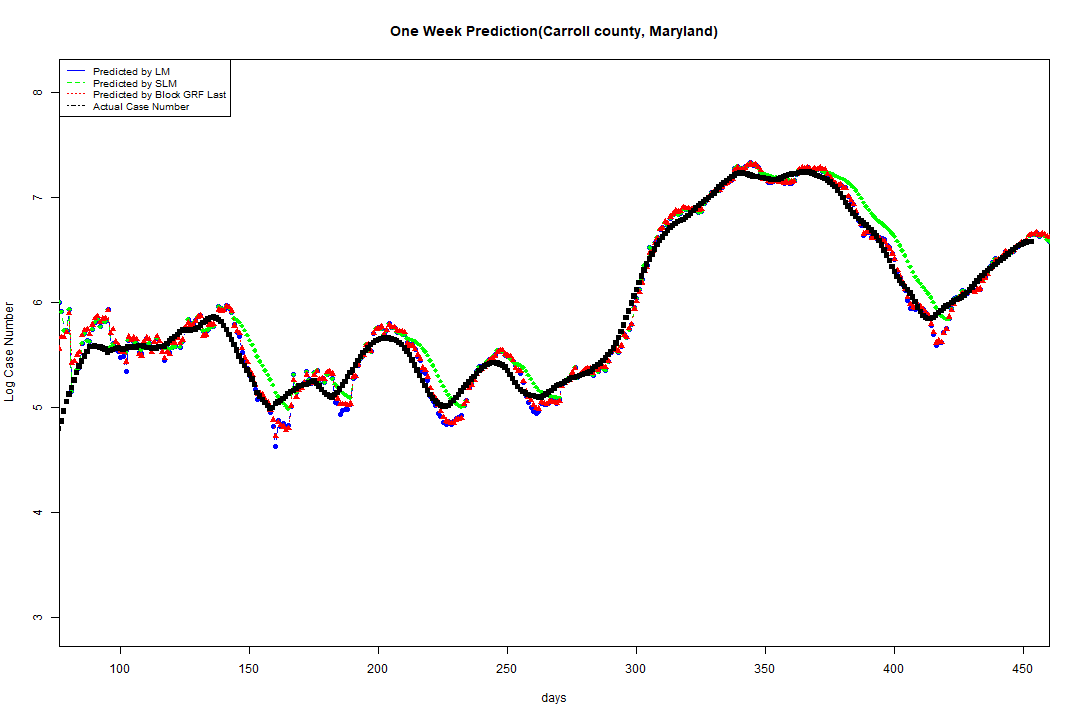 One Week Prediction(Carroll county, Maryland)
Predicted by LM
Predicted by SLM
Predicted by Block GRF Last
Actual Case Number
8
7
6
5
4
3
Log Case Number
100 150 200 250 300 350 400 450
days